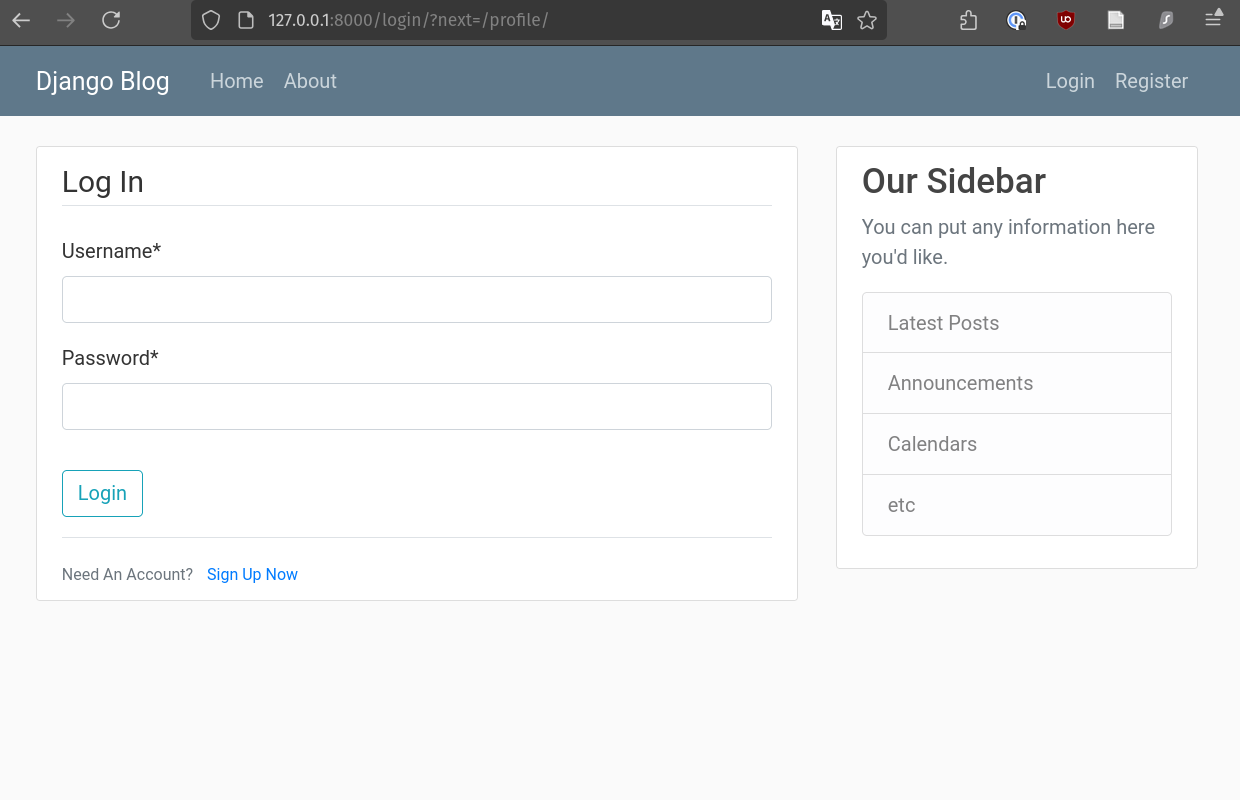 127.0.0.1:8000/login/?next=/profile/
Django Blog Home About Login Register
Log In
Username*
Password*
Login
Need An Account? Sign Up Now
Our Sidebar
You can put any information here
you'd like.
Latest Posts
Announcements
Calendars
etc